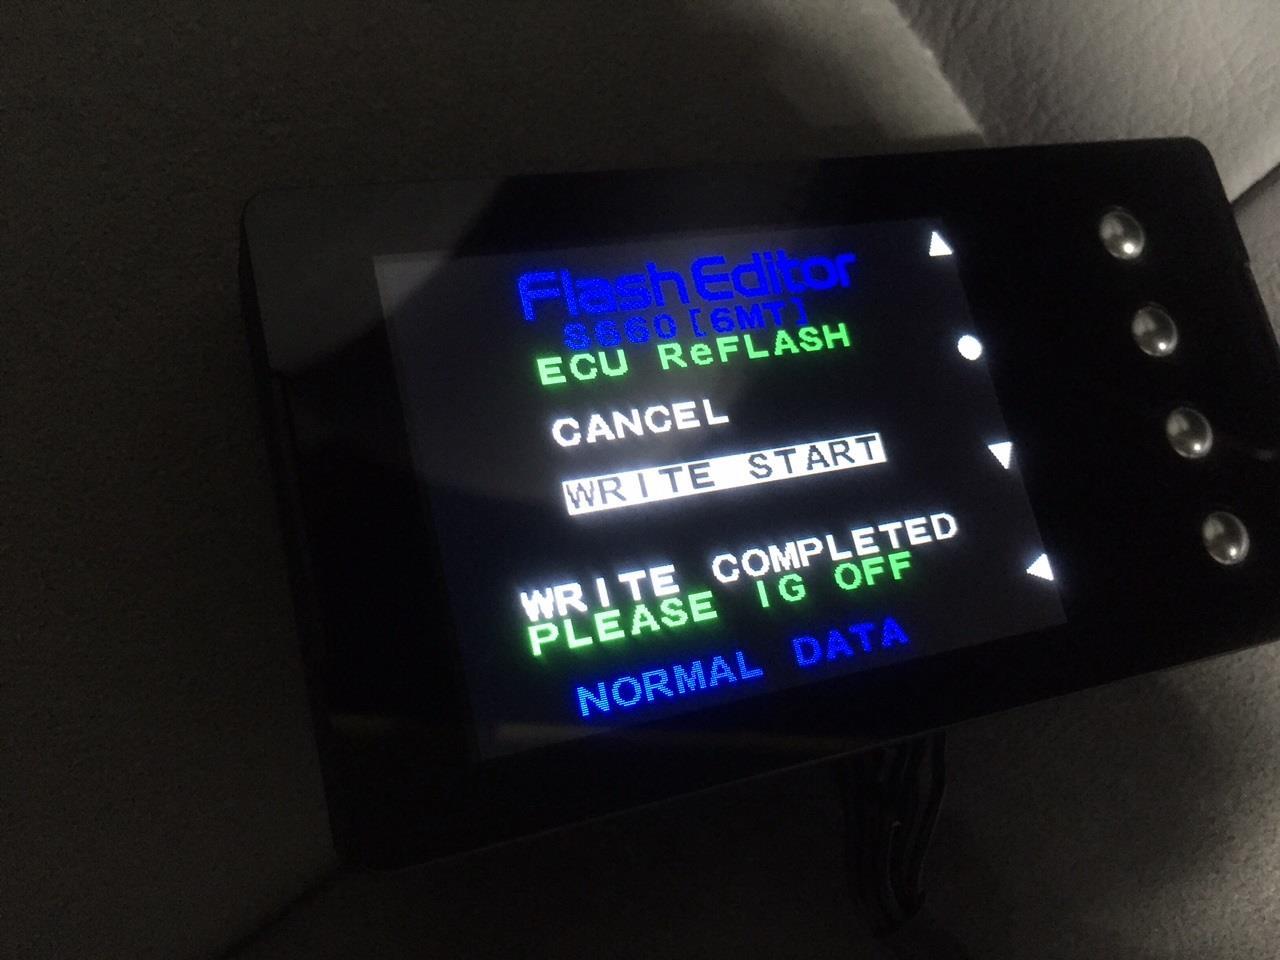 FlashEditor
S660[6MT]
ECU ReFLASH
CANCEL
WRITE START
WRITE COMPLETED
PLEASE IG OFF
NORMAL DATA